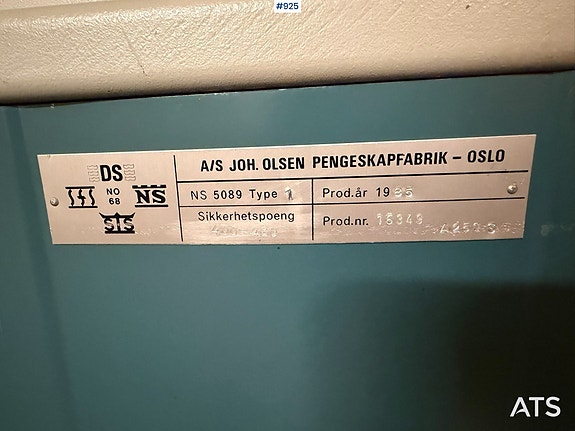 #925
DS
NO
68
NS
SIS
A/S JOH. OLSEN PENGESKAPFABRIK – OSLO
NS 5089 Type
Prod.år 19
Sikkerhetspoeng
Prod.nr. 15349
ATS